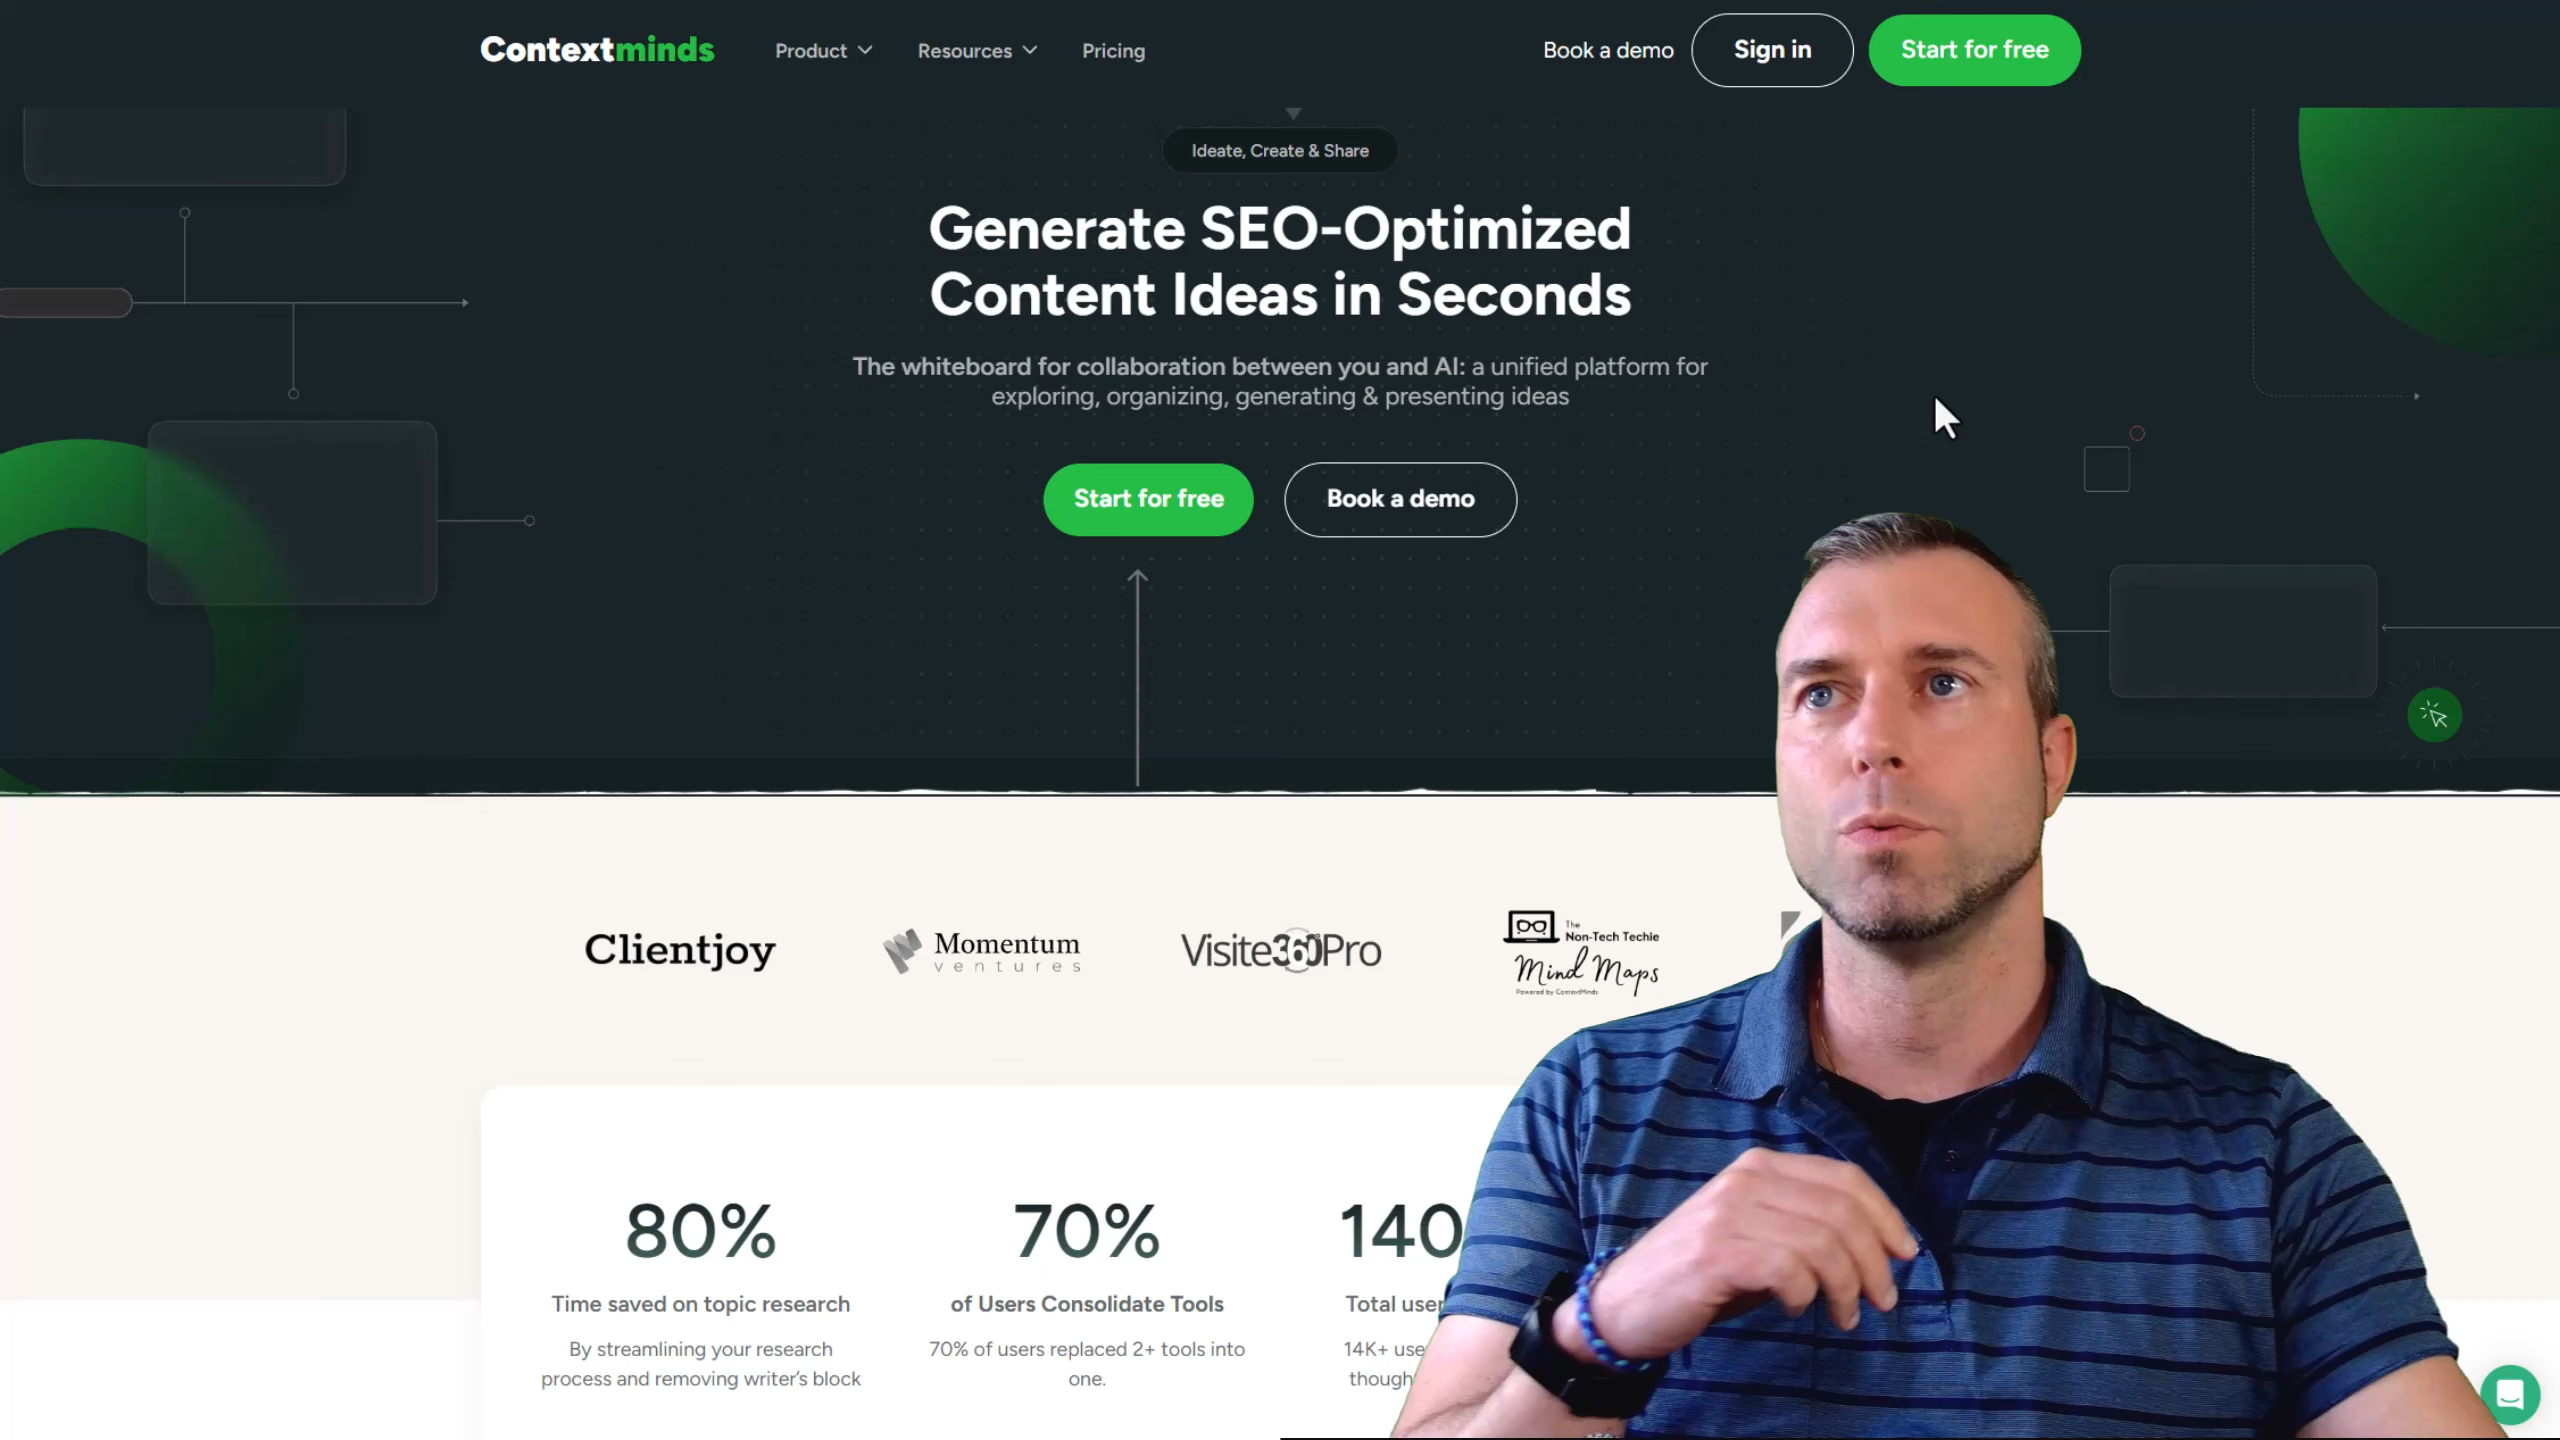 Contextminds
Product
Resources
Pricing
Book a demo
Sign in
Start for free
Ideate, Create & Share
Generate SEO-Optimized
Content Ideas in Seconds
The whiteboard for collaboration between you and AI: a unified platform for
exploring, organizing, generating & presenting ideas
Start for free
Book a demo
Clientjoy
Momentum
ventures
Visite360Pro
The
Non-Tech Techie
Mind Maps
Powered by ContextMinds
80%
Time saved on topic research
By streamlining your research
process and removing writer's block
70%
of Users Consolidate Tools
70% of users replaced 2+ tools into
one.
140
Total user
14K+ use
though